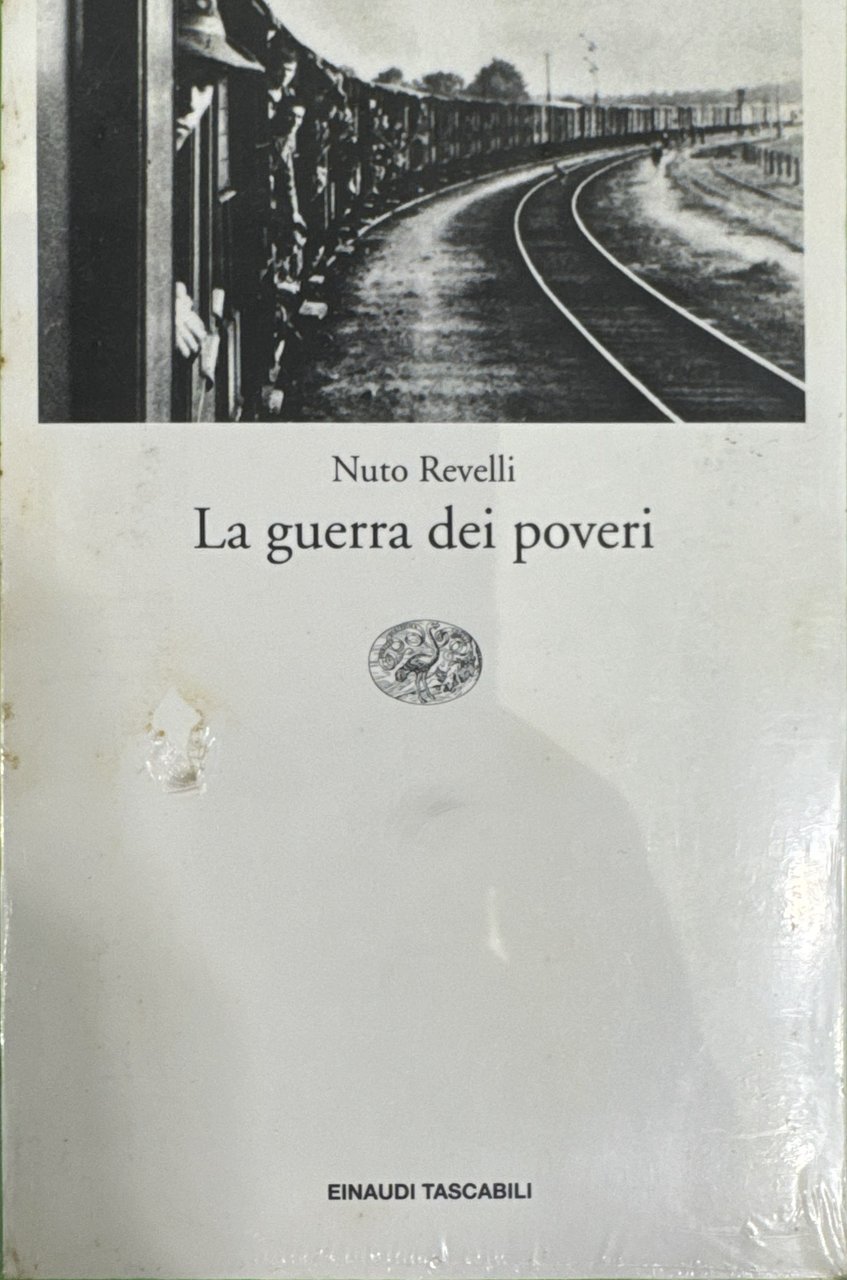 Nuto Revelli
La guerra dei poveri
EINAUDI TASCABILI